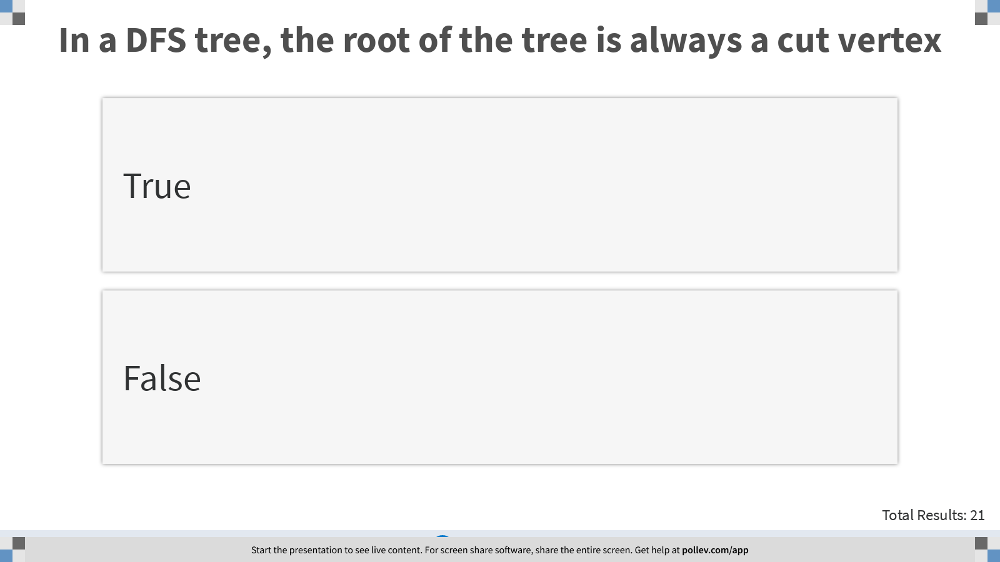 In a DFS tree, the root of the tree is always a cut vertex
True
False
Total Results: 21
Start the presentation to see live content. For screen share software, share the entire screen. Get help at pollev.com/app